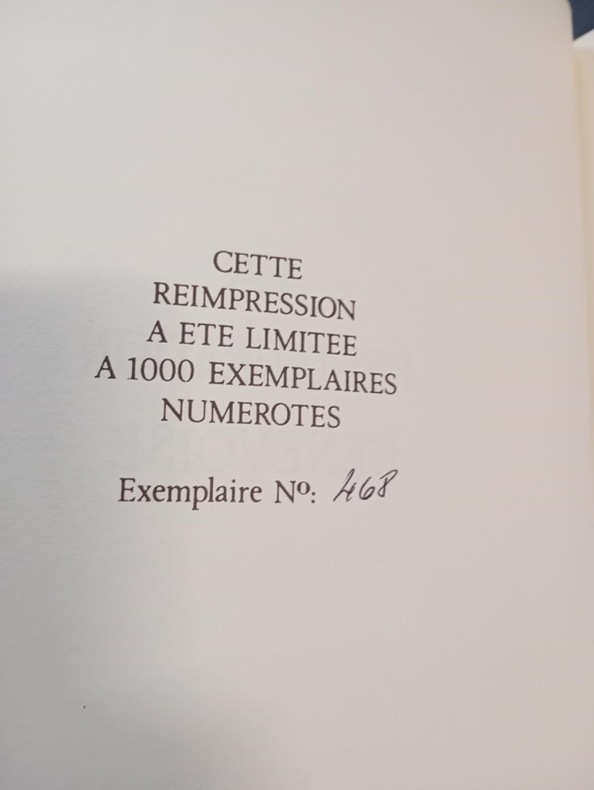 CETTE
REIMPRESSION
A ETE LIMITEE
A 1000 EXEMPLAIRES
NUMEROTES
Exemplaire Nº: 468